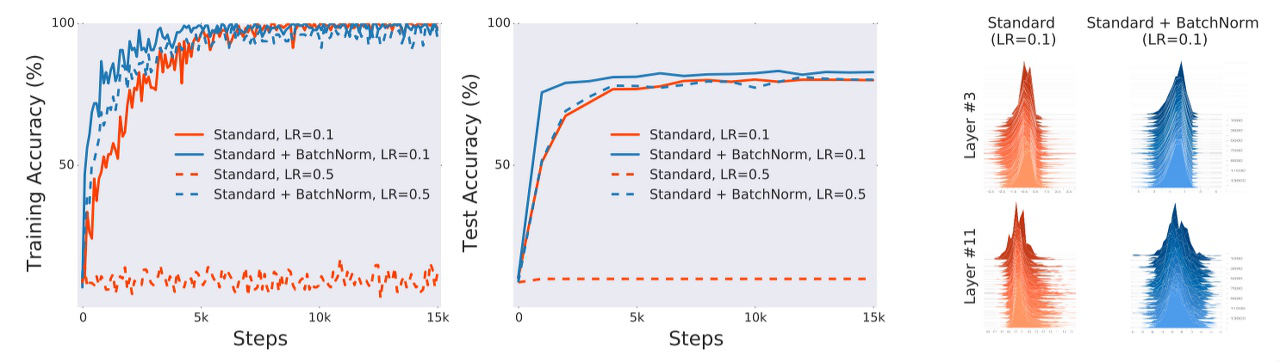 100
50
Training Accuracy (%)
Standard, LR=0.1
Standard + BatchNorm, LR=0.1
Standard, LR=0.5
Standard + BatchNorm, LR=0.5
0
5k
10k
15k
Steps
100
50
Test Accuracy (%)
Standard, LR=0.1
Standard + BatchNorm, LR=0.1
Standard, LR=0.5
Standard + BatchNorm, LR=0.5
0
5k
10k
15k
Steps
Standard
(LR=0.1)
Standard + BatchNorm
(LR=0.1)
Layer #3
Layer #11